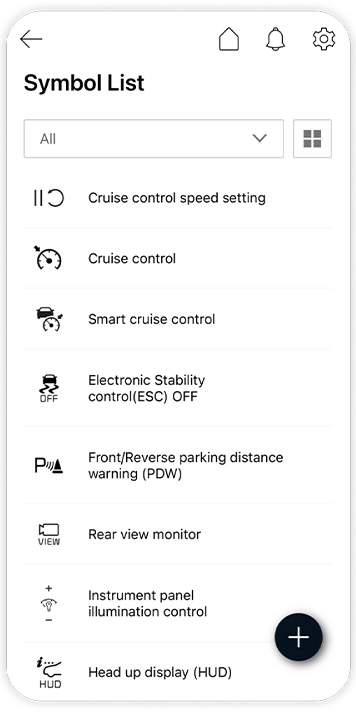 Symbol List
All
Cruise control speed setting
Cruise control
Smart cruise control
OFF
Electronic Stability
control(ESC) OFF
P
Front/Reverse parking distance
warning (PDW)
VIEW
Rear view monitor
Instrument panel
illumination control
i
HUD
Head up display (HUD)